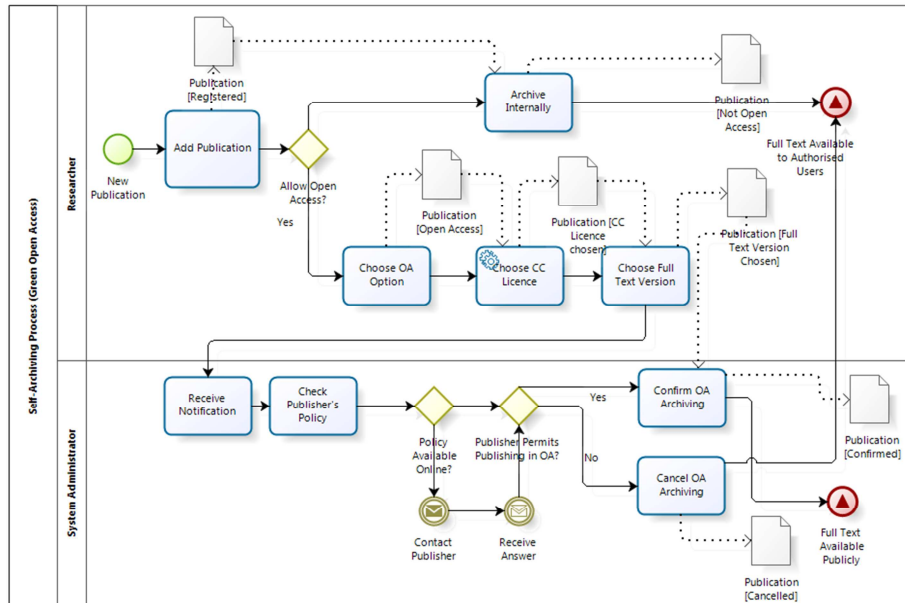 Self-Archiving Process (Green Open Access)
Researcher
Publication
[Registered]
Archive
Internally
Publication
[Not Open
Access]
Add Publication
New
Publication
Allow Open
Access?
Yes
Full Text Available
to Authorised
Users
Publication
[Open Access]
Publication [CC
Licence
chosen]
Publication [Full
Text Version
Chosen]
Choose OA
Option
Choose CC
Licence
Choose Full
Text Version
System Administrator
Receive
Notification
Check
Publisher's
Policy
Policy
Available
Online?
Publisher Permits
Publishing in OA?
Yes
No
Confirm OA
Archiving
Publication
[Confirmed]
Cancel OA
Archiving
Contact
Publisher
Receive
Answer
Full Text
Available
Publicly
Publication
[Cancelled]